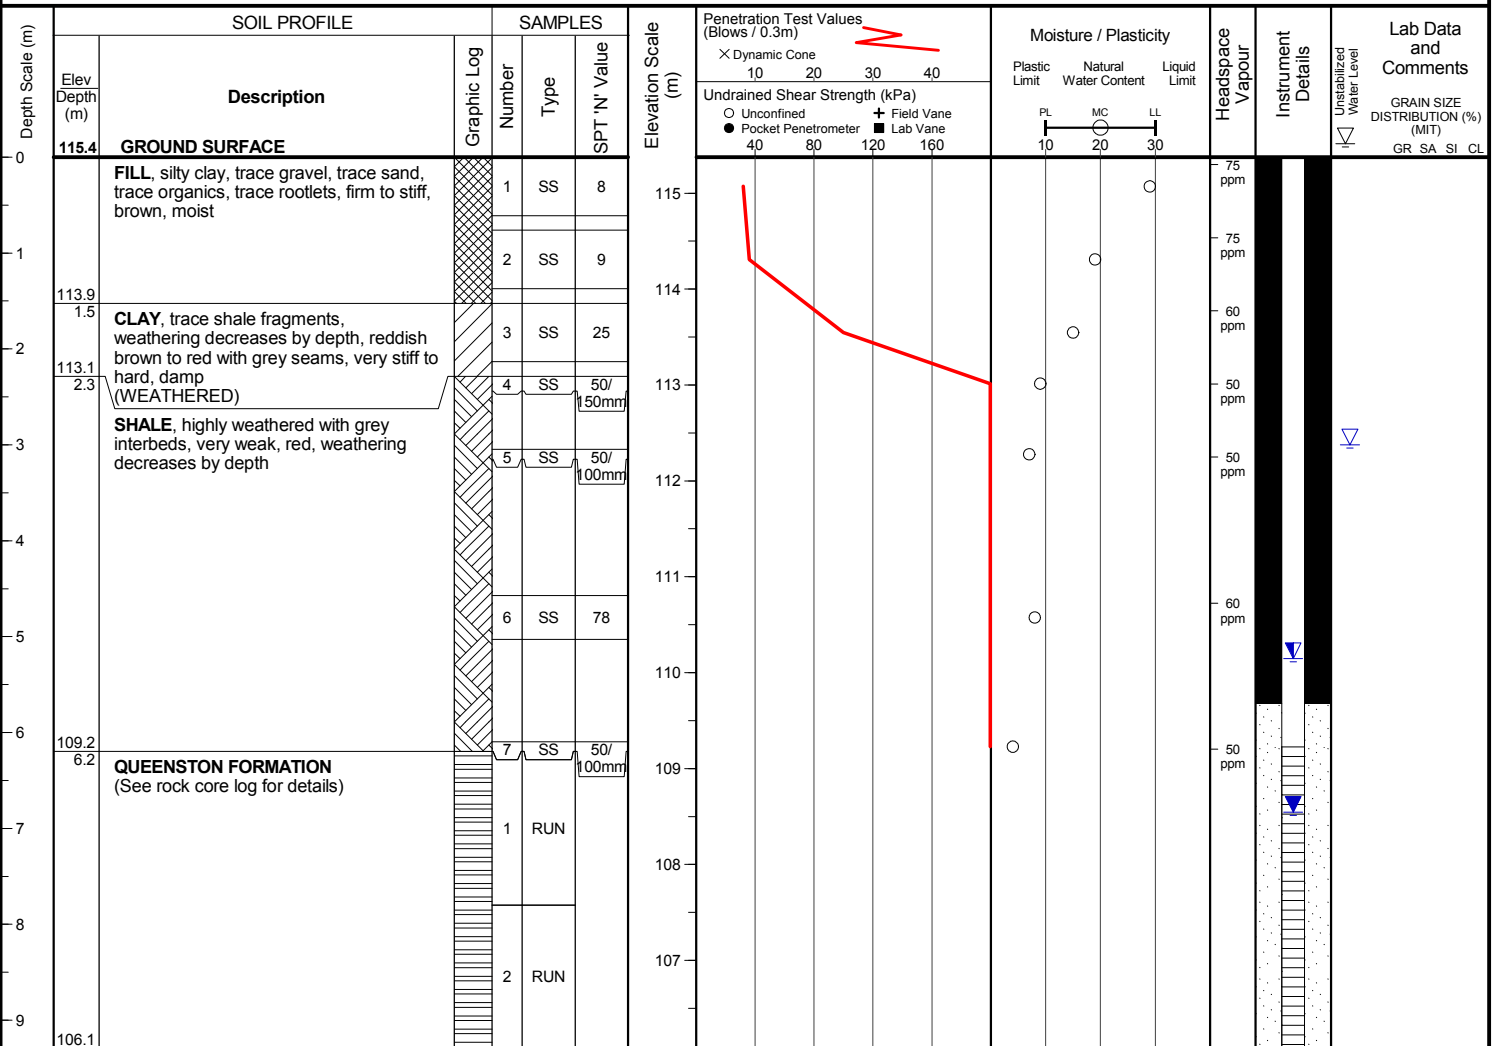 Depth Scale (m)
SOIL PROFILE
Elev
Depth
(m)
Description
Graphic Log
SAMPLES
Number
Type
SPT 'N' Value
Elevation Scale
(m)
Penetration Test Values
(Blows / 0.3m)
Dynamic Cone
10 20 30 40
Undrained Shear Strength (kPa)
Unconfined Field Vane
Pocket Penetrometer Lab Vane
40 80 120 160
Moisture / Plasticity
Plastic
Limit
Natural
Water Content
Liquid
Limit
PL MC LL
10 20 30
Headspace
Vapour
Instrument
Details
Unstabilized
Water Level
Lab Data
and
Comments
GRAIN SIZE
DISTRIBUTION (%)
(MIT)
GR SA SI CL
115.4 GROUND SURFACE
0
1
2
3
4
5
6
7
8
9
FILL, silty clay, trace gravel, trace sand,
trace organics, trace rootlets, firm to stiff,
brown, moist
113.9
1.5
CLAY, trace shale fragments,
weathering decreases by depth, reddish
brown to red with grey seams, very stiff to
hard, damp
(WEATHERED)
113.1
2.3
SHALE, highly weathered with grey
interbeds, very weak, red, weathering
decreases by depth
109.2
6.2
QUEENSTON FORMATION
(See rock core log for details)
106.1
1 SS 8
2 SS 9
3 SS 25
4 SS 50/
150mm
5 SS 50/
100mm
6 SS 78
7 SS 50/
100mm
1 RUN
2 RUN
115
114
113
112
111
110
109
108
107
75
ppm
75
ppm
60
ppm
50
ppm
50
ppm
60
ppm
50
ppm